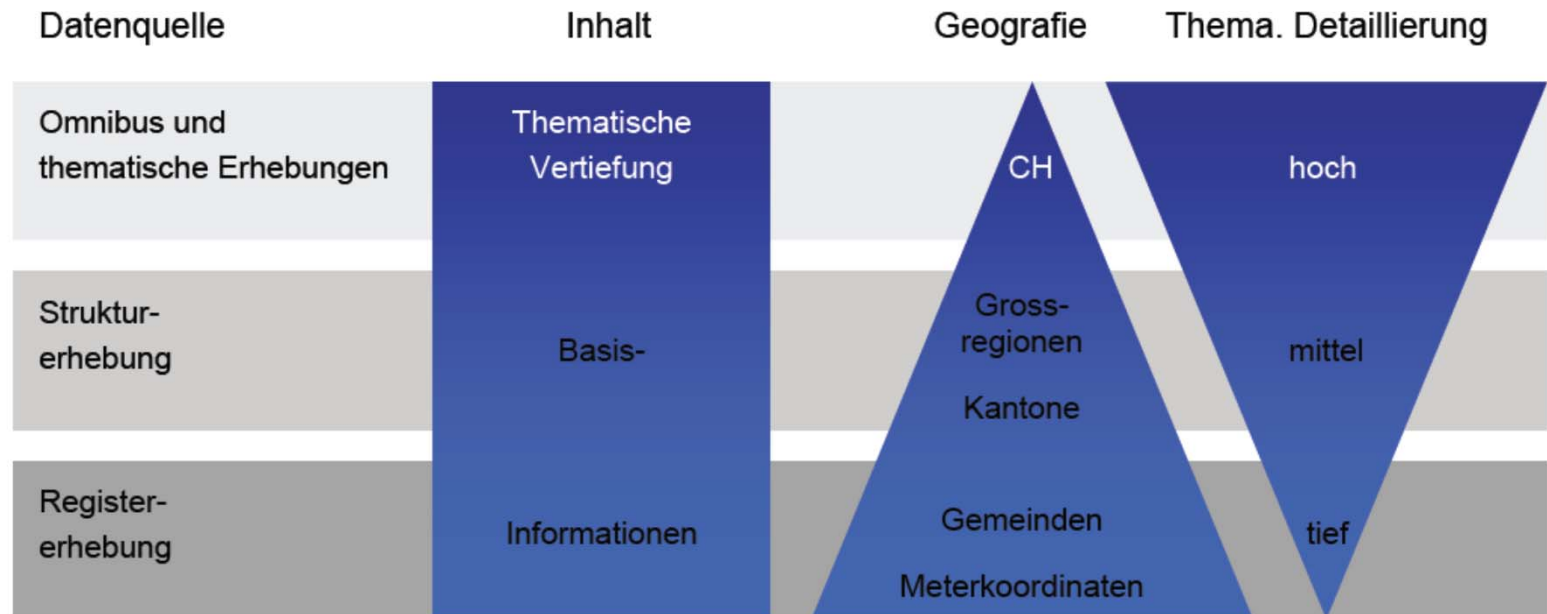 Datenquelle
Inhalt
Geografie
Thema. Detaillierung
Omnibus und
thematische Erhebungen
Thematische
Vertiefung
CH
hoch
Struktur-
erhebung
Basis-
Gross-
regionen
Kantone
mittel
Register-
erhebung
Informationen
Gemeinden
Meterkoordinaten
tief